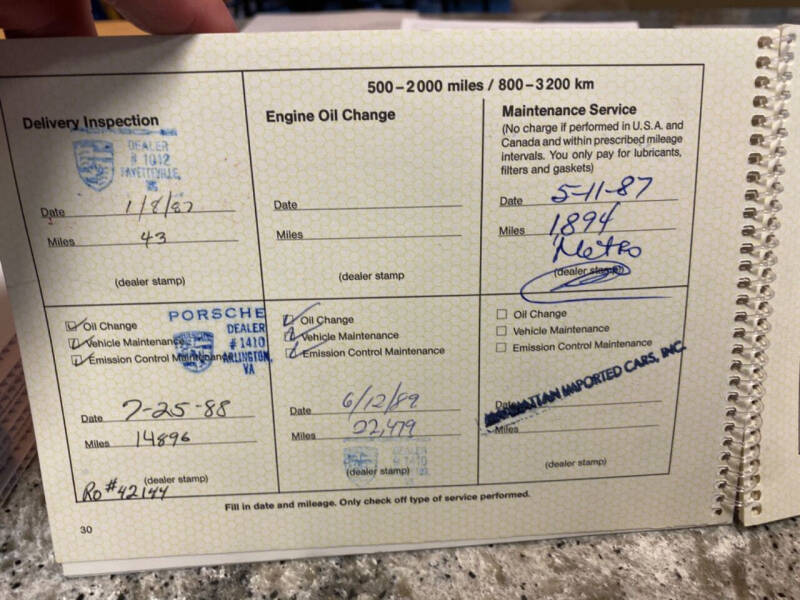 500–2000 miles / 800–3200 km
Delivery Inspection
DEALER
# 1012
FAYETTEVILLE,
Date 1/8/87
Miles 43
(dealer stamp)
Engine Oil Change
Date
Miles
(dealer stamp
Maintenance Service
(No charge if performed in U.S.A. and
Canada and within prescribed mileage
intervals. You only pay for lubricants,
filters and gaskets)
Date 5-11-87
Miles 1,894
Metro
(dealer stamp)
Oil Change
Vehicle Maintenance
Emission Control Maintenance
PORSCHE
DEALER
# 1410
ARLINGTON,
VA
Date 7-25-88
Miles 14896
(dealer stamp)
Ro #42144
Oil Change
Vehicle Maintenance
Emission Control Maintenance
Date 6/12/89
Miles 22,479
DEALER
# 1410
(dealer stamp)
Oil Change
Vehicle Maintenance
Emission Control Maintenance
MANHATTAN IMPORTED CARS, INC.
Date
Miles
(dealer stamp)
Fill in date and mileage. Only check off type of service performed.
30